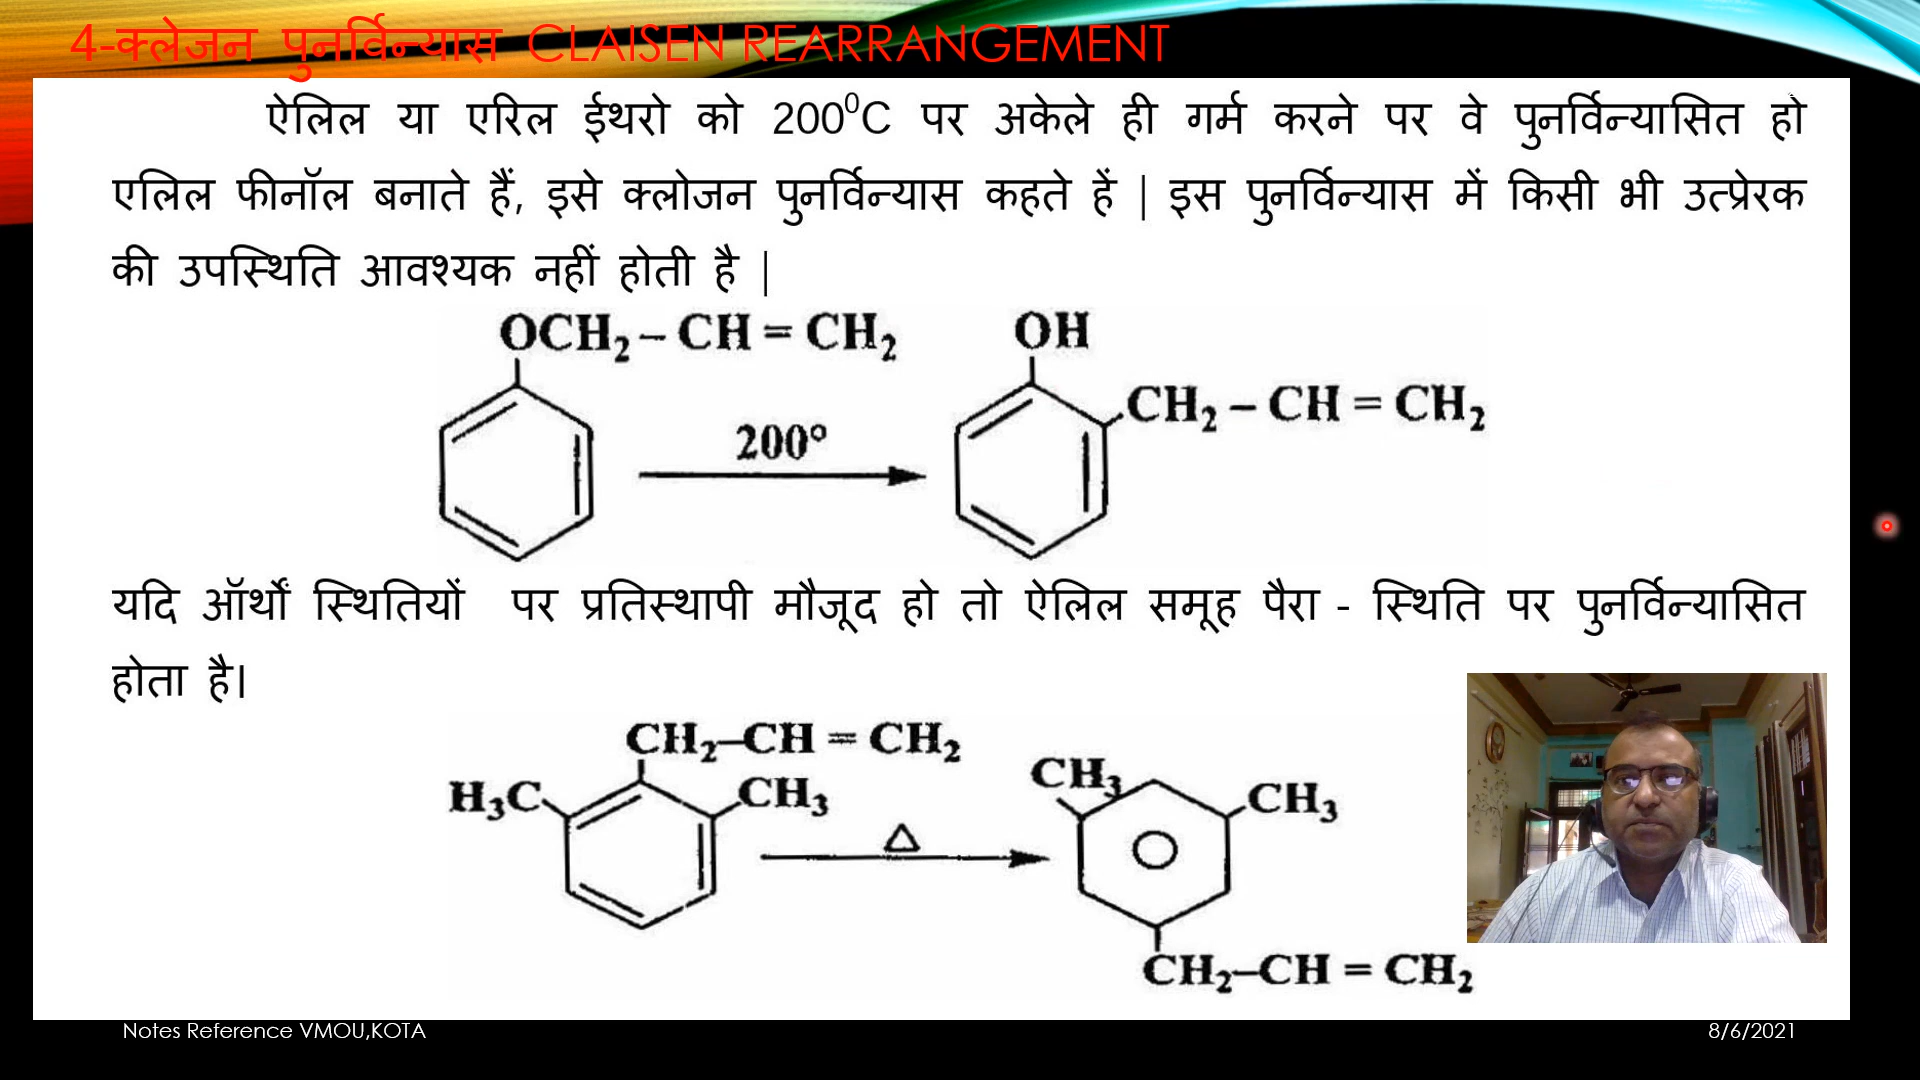 4-क्लेजन पुनर्विन्यास CLAISEN REARRANGEMENT
ऐलिल या एरिल ईथरो को 200⁰C पर अकेले ही गर्म करने पर वे पुनर्विन्यासित हो
एलिल फीनॉल बनाते हैं, इसे क्लोजन पुनर्विन्यास कहते हें | इस पुनर्विन्यास में किसी भी उत्प्रेरक
की उपस्थिति आवश्यक नहीं होती है |
OCH₂ – CH = CH₂
OH
CH₂ – CH = CH₂
200°
यदि ऑर्थों स्थितियों पर प्रतिस्थापी मौजूद हो तो ऐलिल समूह पैरा - स्थिति पर पुनर्विन्यासित
होता है।
CH₂–CH = CH₂
H₃C
CH₃
CH₃
CH₃
Δ
CH₂–CH = CH₂
Notes Reference VMOU,KOTA
8/6/2021